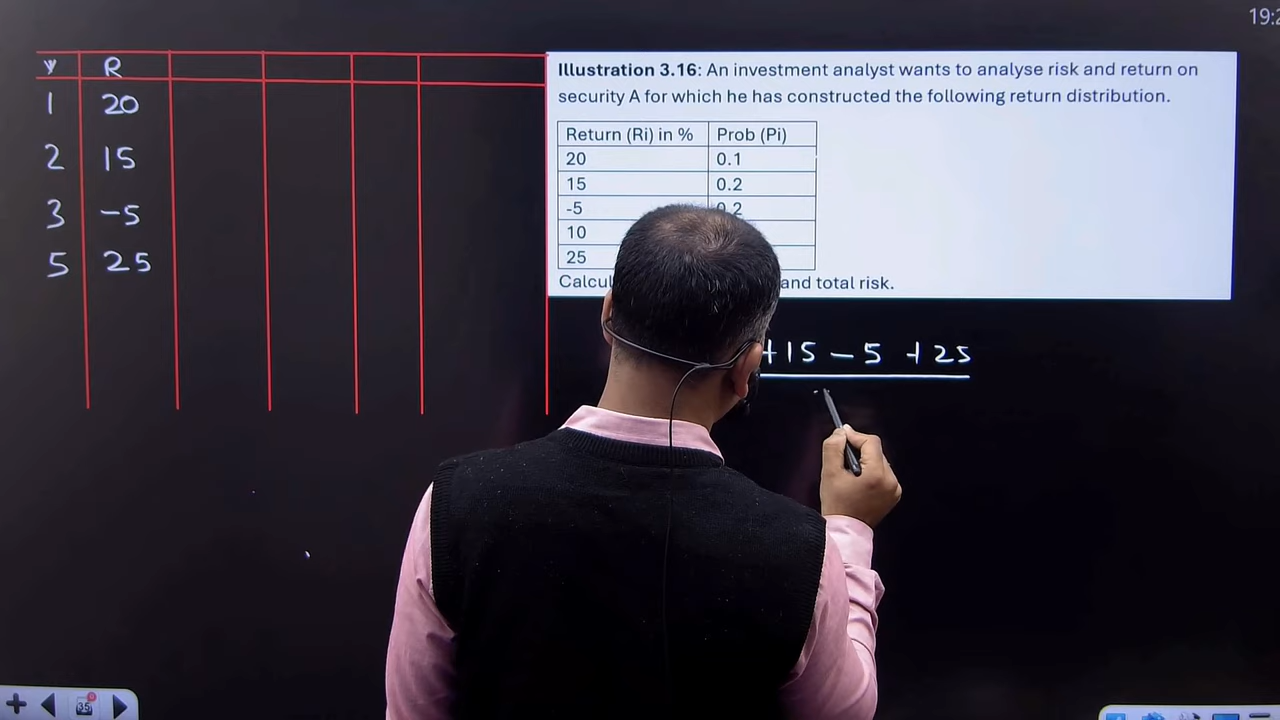 19:2
y R
1 20
2 15
3 -5
5 25
Illustration 3.16: An investment analyst wants to analyse risk and return on
security A for which he has constructed the following return distribution.
Return (Ri) in % Prob (Pi)
20 0.1
15 0.2
-5 0.2
10
25
and total risk.
+15 - 5 + 25
35